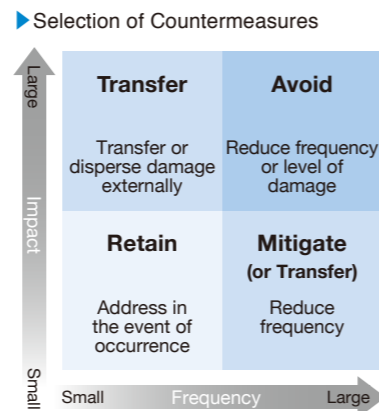 Selection of Countermeasures
Large
Impact
Small
Transfer
Transfer or
disperse damage
externally
Avoid
Reduce frequency
or level of
damage
Retain
Address in
the event of
occurrence
Mitigate
(or Transfer)
Reduce
frequency
Small
Frequency
Large